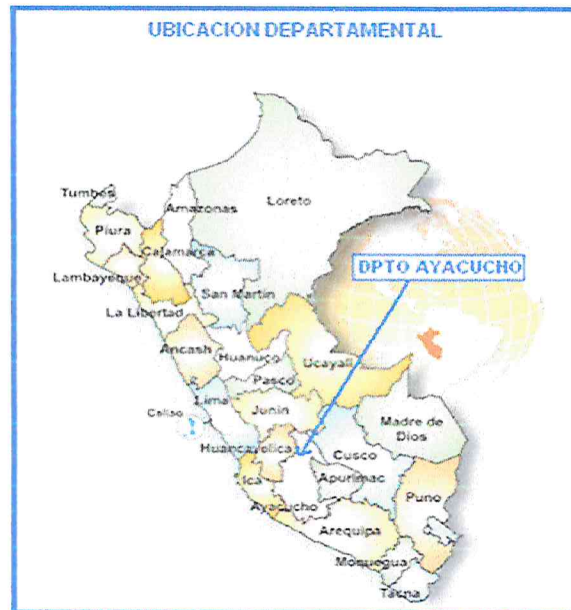 UBICACION DEPARTAMENTAL
Tumbes
Amazonas
Loreto
Piura
Cajamarca
Lambayeque
San Martin
DPTO AYACUCHO
La Libertad
Ancash
Huanuco
Ucayali
Pasco
Lima
Callao
Junin
Madre de
Dios
Huancavelica
Cusco
Ica
Apurimac
Puno
Ayacucho
Arequipa
Moquegua
Tacna